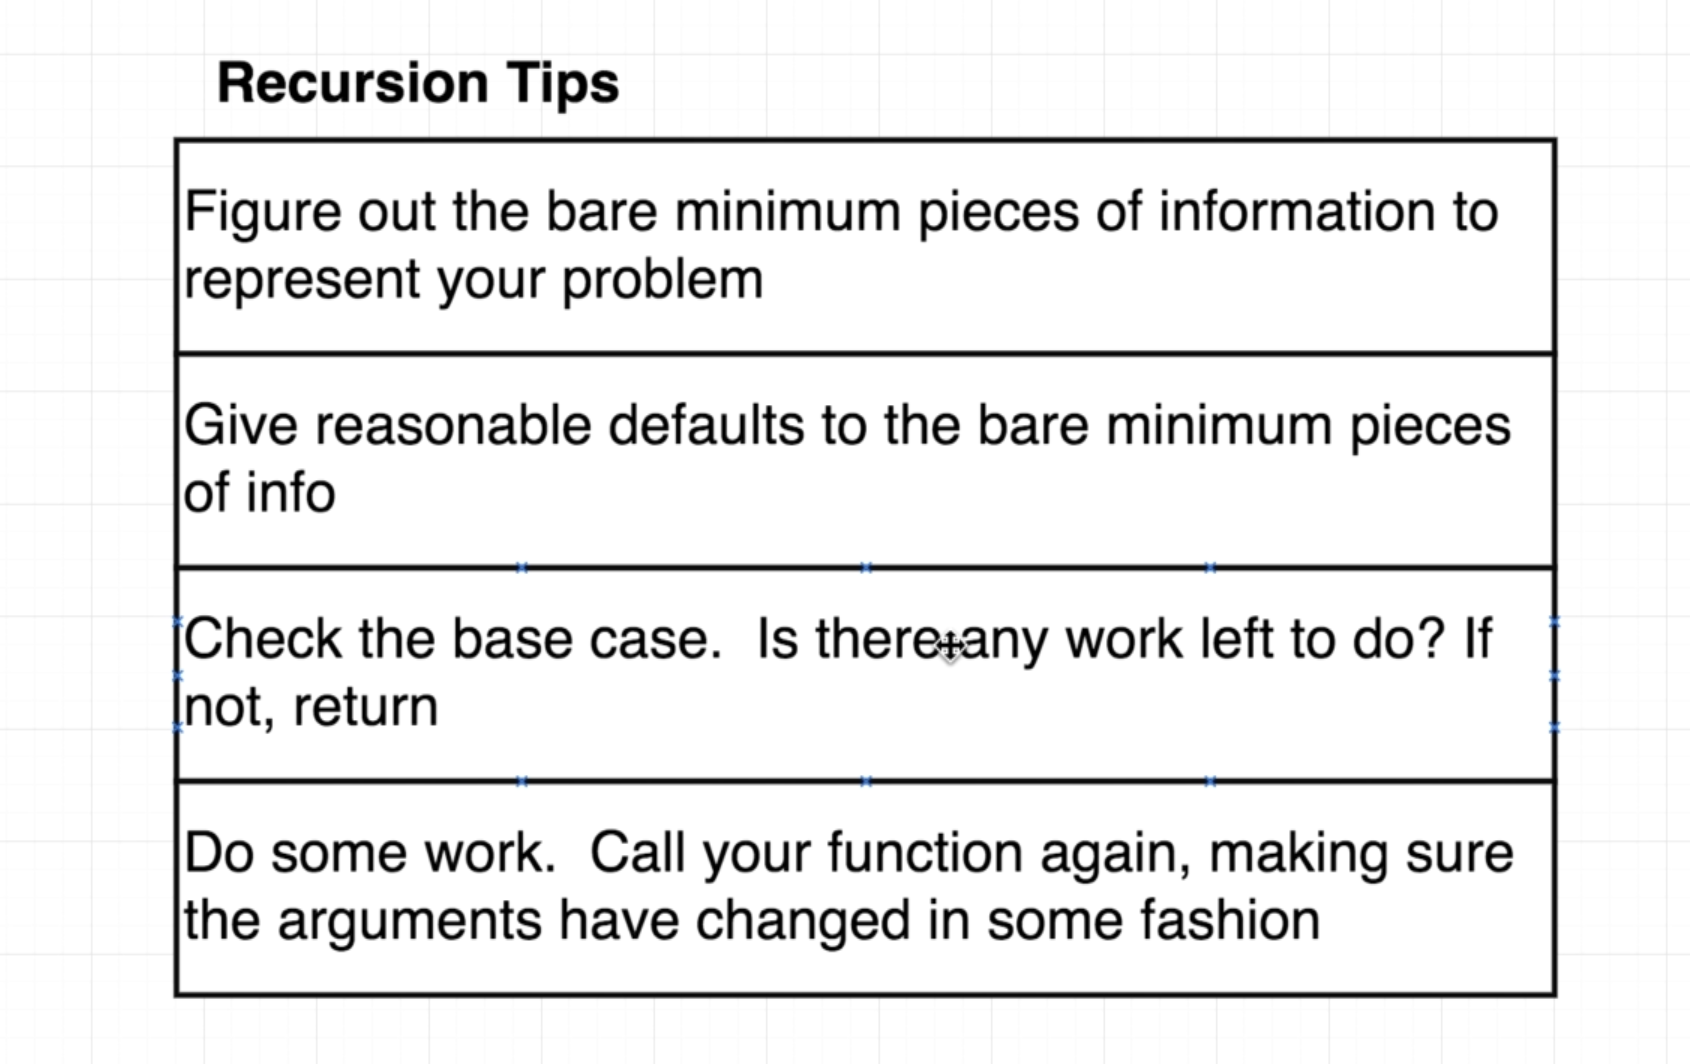 Recursion Tips
Figure out the bare minimum pieces of information to
represent your problem
Give reasonable defaults to the bare minimum pieces
of info
Check the base case.  Is there any work left to do? If
not, return
Do some work.  Call your function again, making sure
the arguments have changed in some fashion